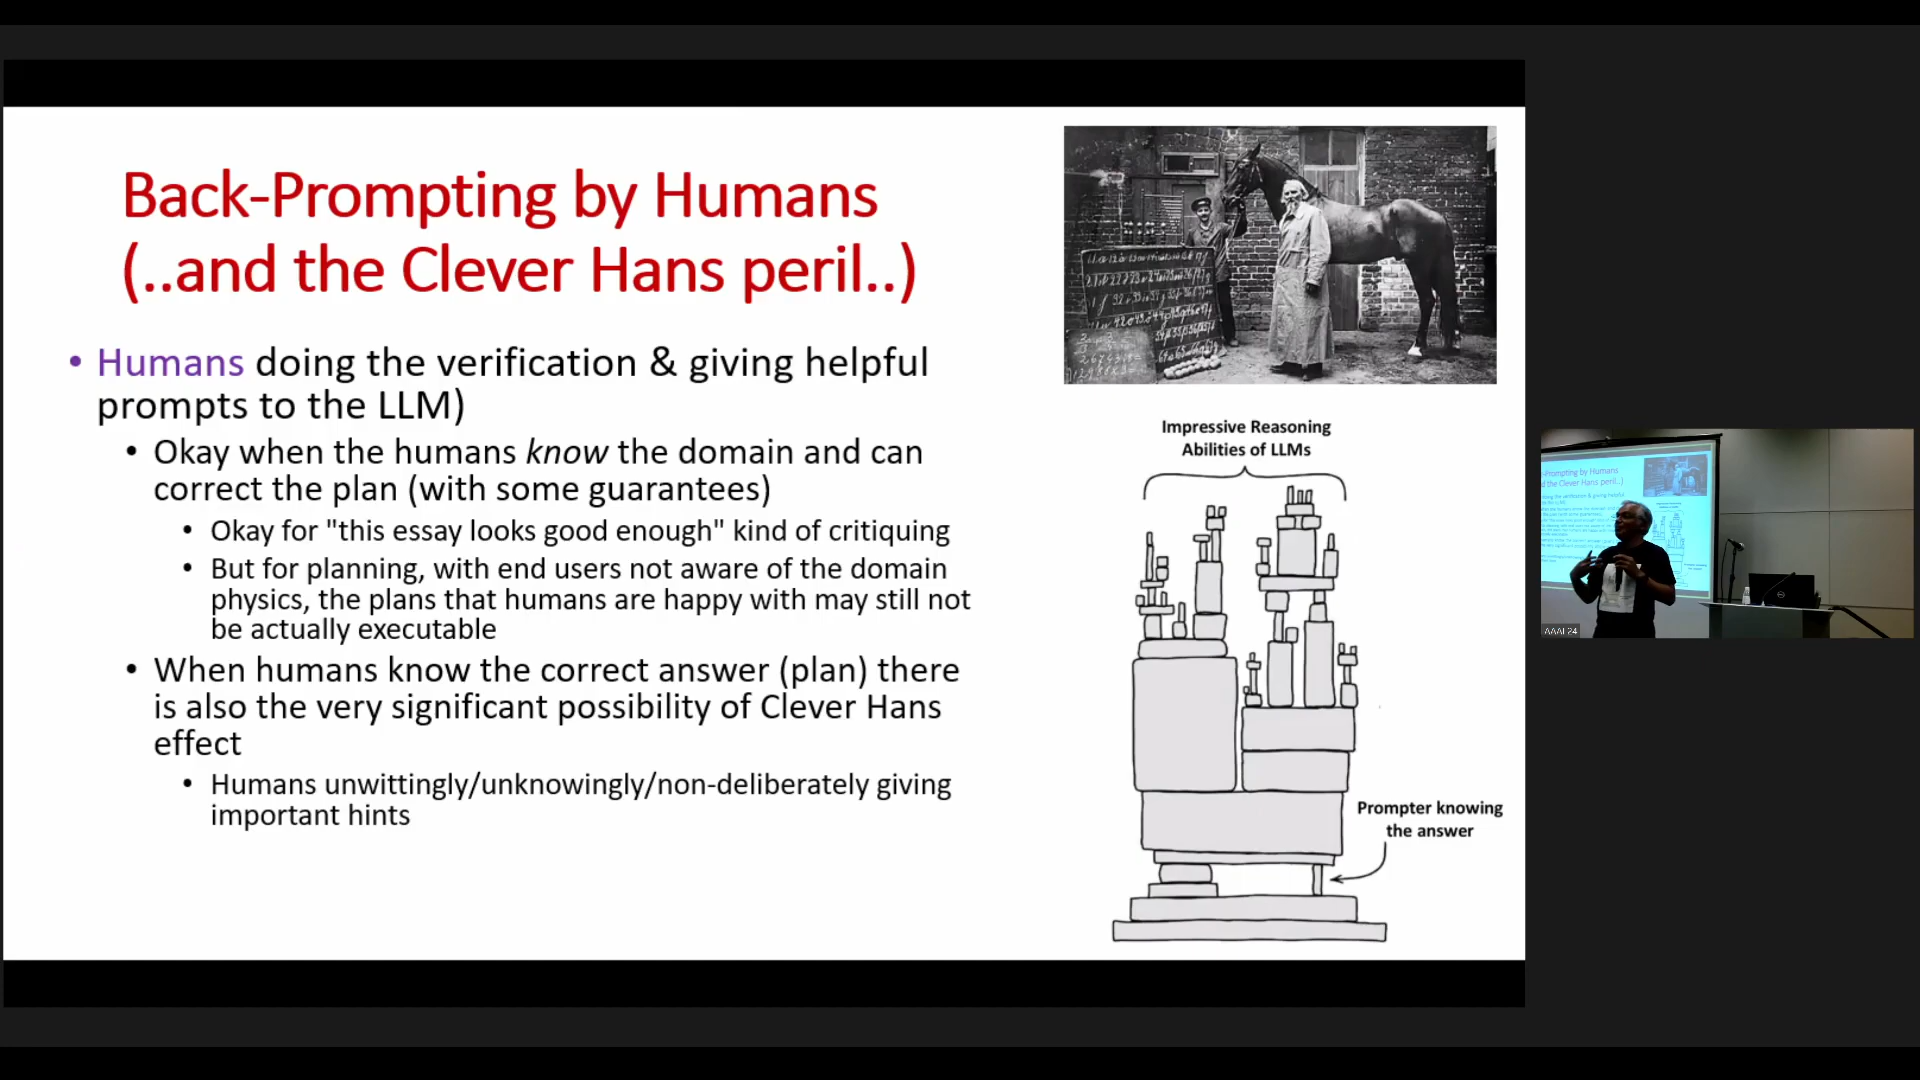 Back-Prompting by Humans
(..and the Clever Hans peril..)
• Humans doing the verification & giving helpful
prompts to the LLM)
• Okay when the humans know the domain and can
correct the plan (with some guarantees)
• Okay for "this essay looks good enough" kind of critiquing
• But for planning, with end users not aware of the domain
physics, the plans that humans are happy with may still not
be actually executable
• When humans know the correct answer (plan) there
is also the very significant possibility of Clever Hans
effect
• Humans unwittingly/unknowingly/non-deliberately giving
important hints
Impressive Reasoning
Abilities of LLMs
Prompter knowing
the answer
AAAI 24